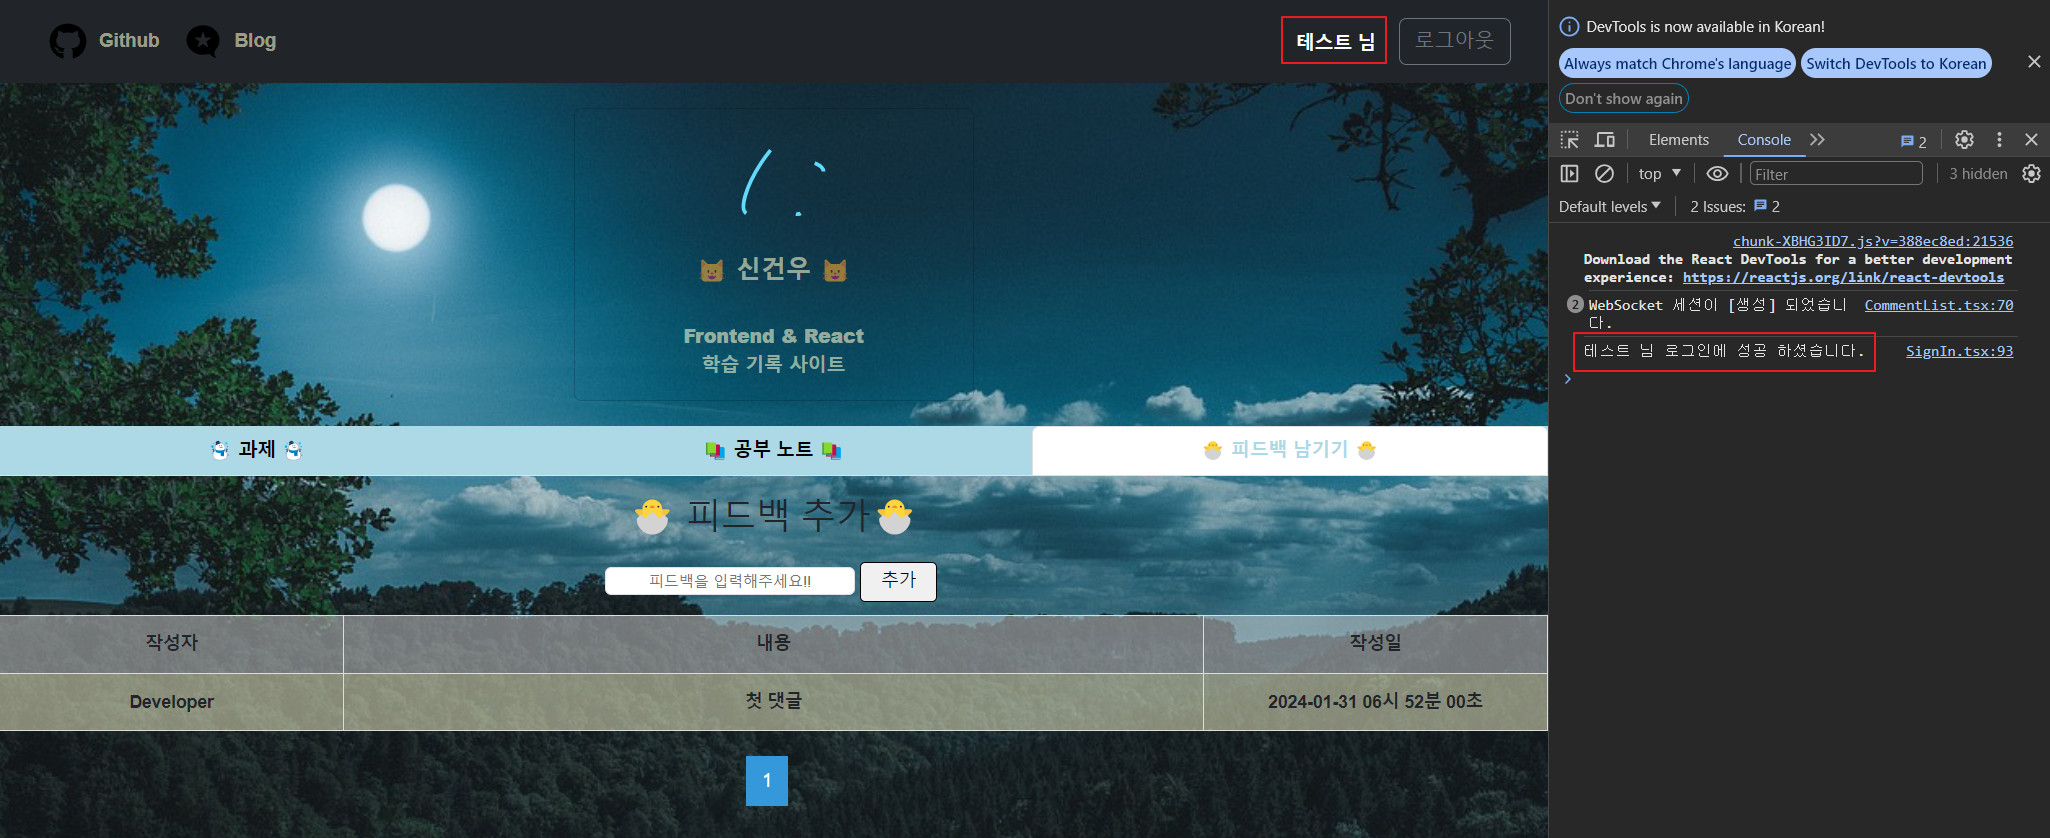 Github
Blog
테스트 님
로그아웃
신건우
Frontend & React
학습 기록 사이트
과제
공부 노트
피드백 남기기
피드백 추가
피드백을 입력해주세요!!
추가
작성자 내용 작성일
Developer 첫 댓글 2024-01-31 06시 52분 00초
1
DevTools is now available in Korean!
Always match Chrome's language
Switch DevTools to Korean
Don't show again
Elements
Console
2
top
Filter
3 hidden
Default levels
2 Issues: 2
chunk-XBHG3ID7.js?v=388ec8ed:21536
Download the React DevTools for a better development
experience: https://reactjs.org/link/react-devtools
2 WebSocket 세션이 [생성] 되었습니 CommentList.tsx:70
다.
테스트 님 로그인에 성공 하셨습니다. SignIn.tsx:93